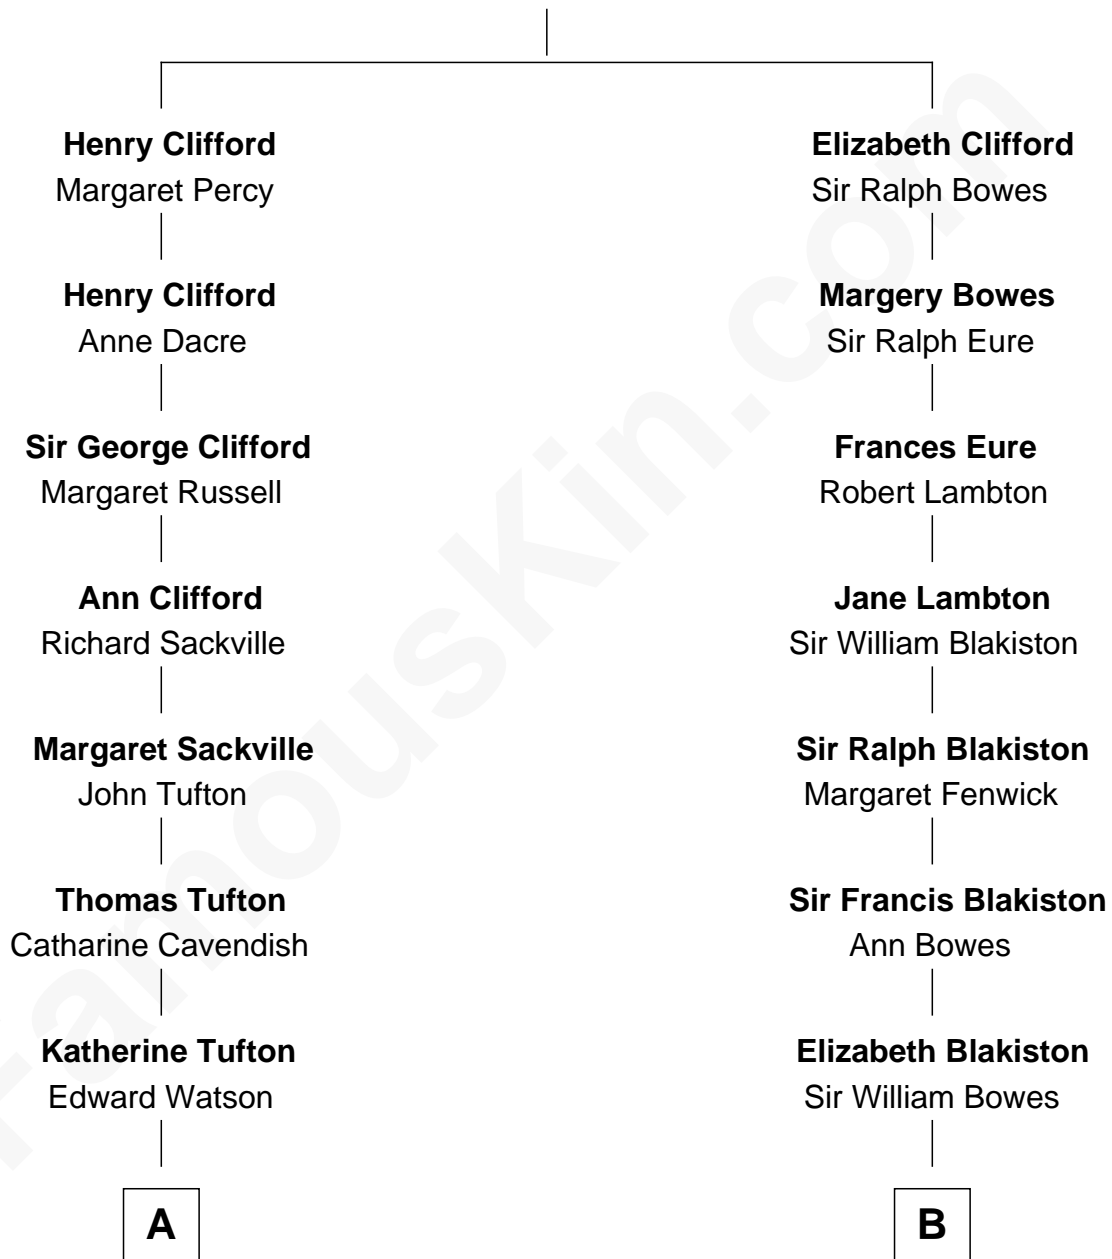 Henry Clifford
Margaret Percy
Henry Clifford
Anne Dacre
Sir George Clifford
Margaret Russell
Ann Clifford
Richard Sackville
Margaret Sackville
John Tufton
Thomas Tufton
Catharine Cavendish
Katherine Tufton
Edward Watson
A
Elizabeth Clifford
Sir Ralph Bowes
Margery Bowes
Sir Ralph Eure
Frances Eure
Robert Lambton
Jane Lambton
Sir William Blakiston
Sir Ralph Blakiston
Margaret Fenwick
Sir Francis Blakiston
Ann Bowes
Elizabeth Blakiston
Sir William Bowes
B
FamousKin.com